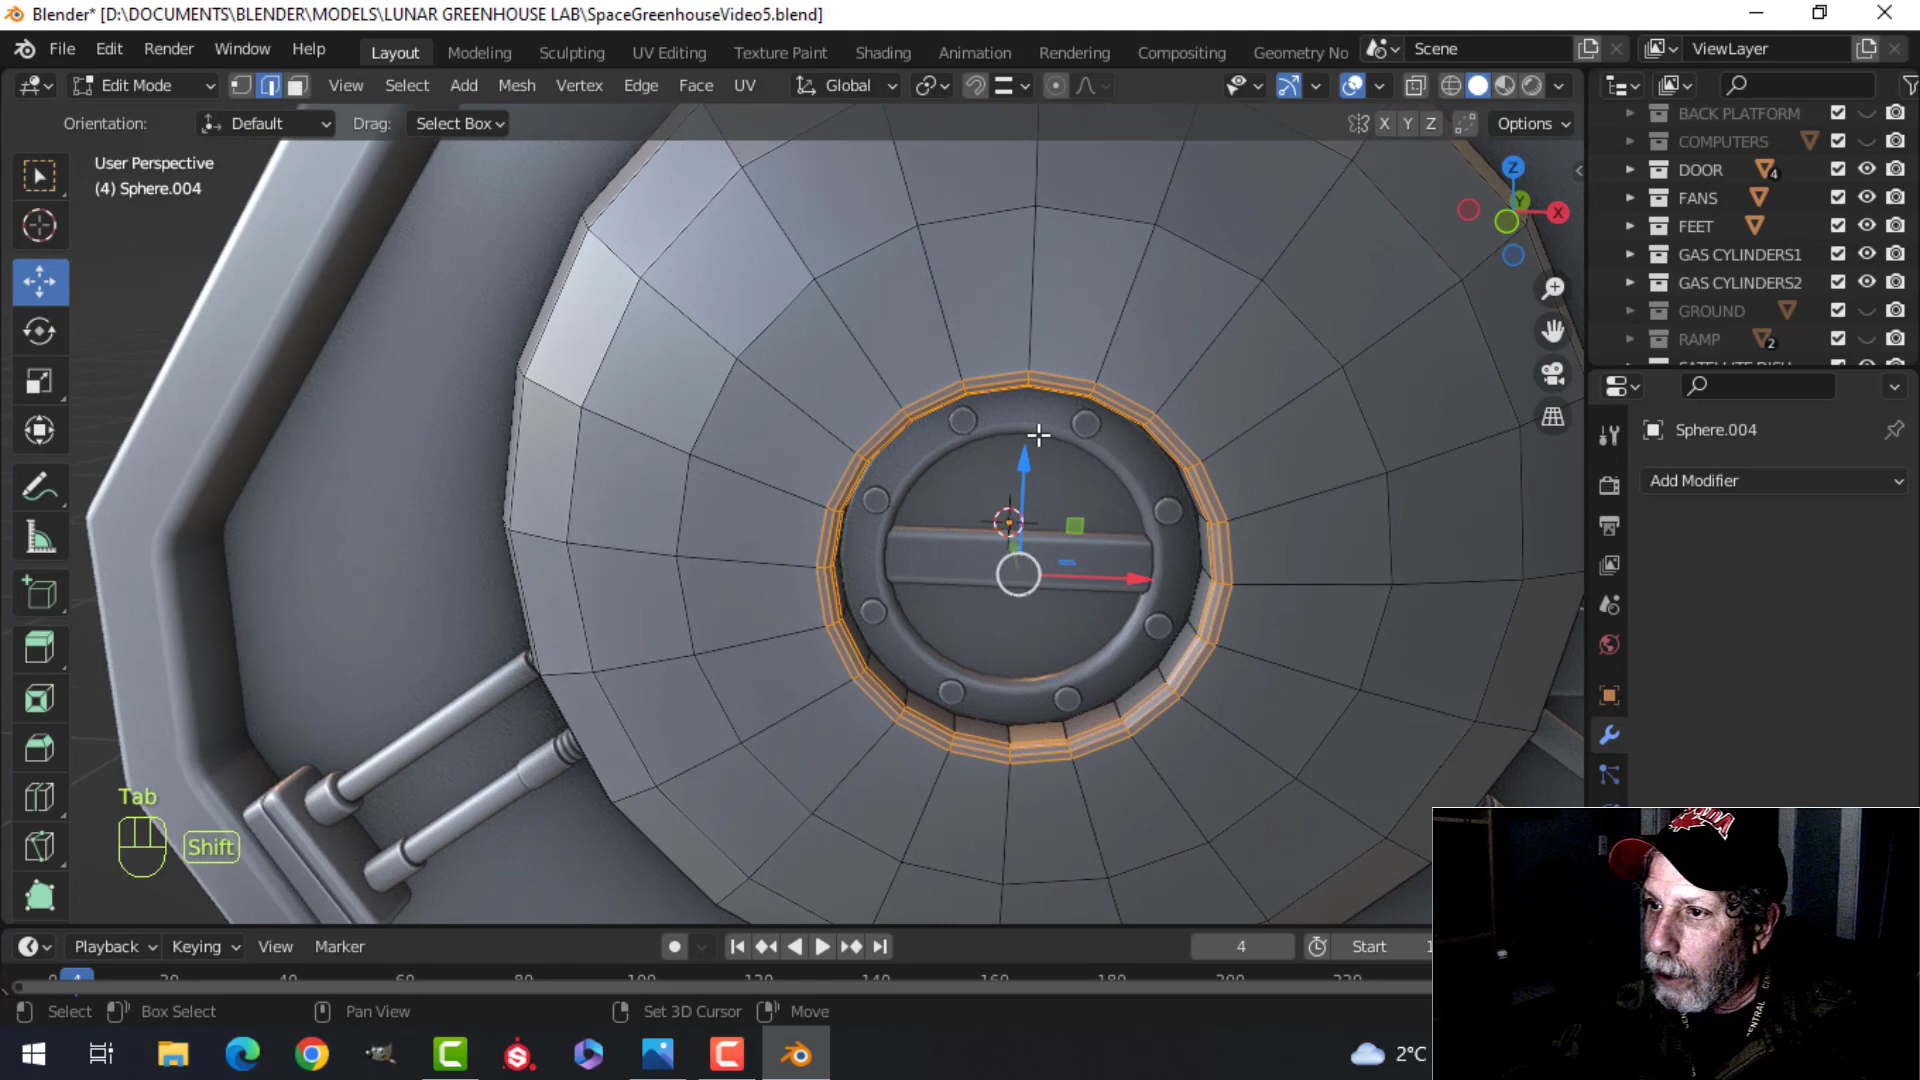 Blender* [D:\DOCUMENTS\BLENDER\MODELS\LUNAR GREENHOUSE LAB\SpaceGreenhouseVideo5.blend]
File Edit Render Window Help Layout Modeling Sculpting UV Editing Texture Paint Shading Animation Rendering Compositing Geometry No Scene ViewLayer
Edit Mode View Select Add Mesh Vertex Edge Face UV Global
Orientation: Default Drag: Select Box X Y Z Options
User Perspective
(4) Sphere.004
Z
Y
X
BACK PLATFORM
COMPUTERS
DOOR 4
FANS
FEET
GAS CYLINDERS1
GAS CYLINDERS2
GROUND
RAMP 2
Sphere.004
Add Modifier
Tab
Shift
Playback Keying View Marker 4 Start
Select Box Select Pan View Set 3D Cursor Move
2°C